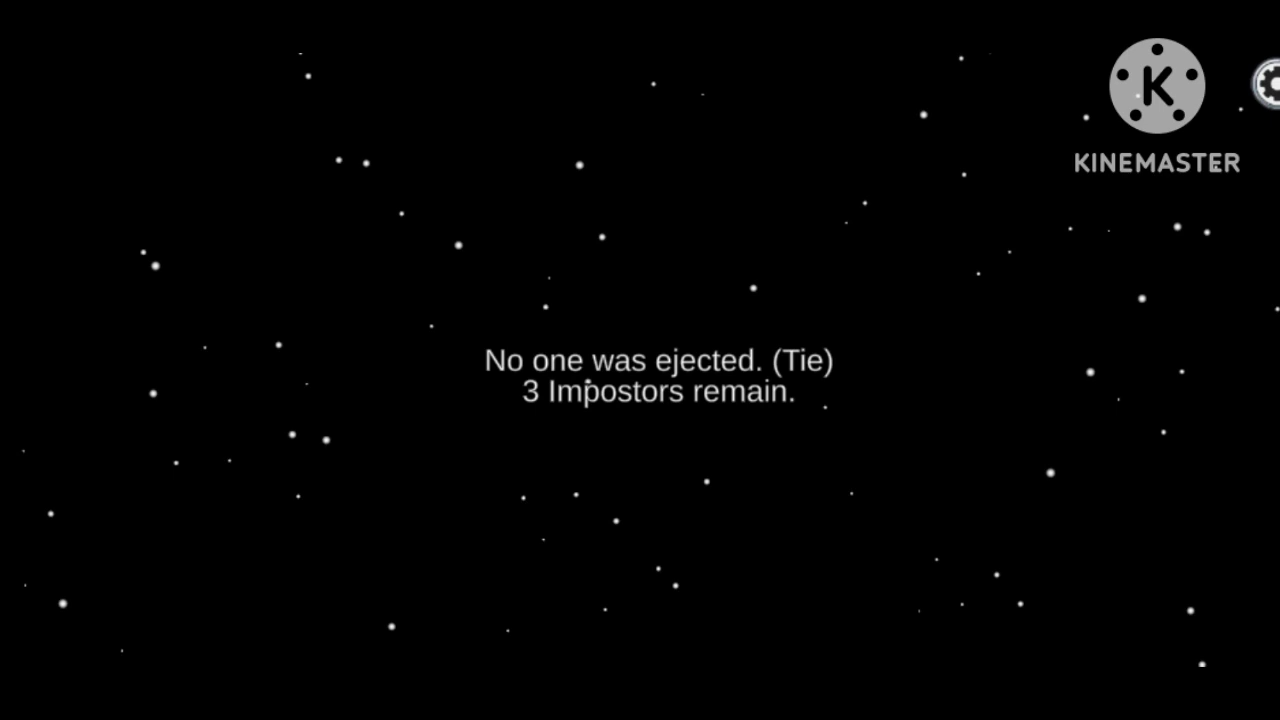 K
KINEMASTER
No one was ejected. (Tie)
3 Impostors remain.